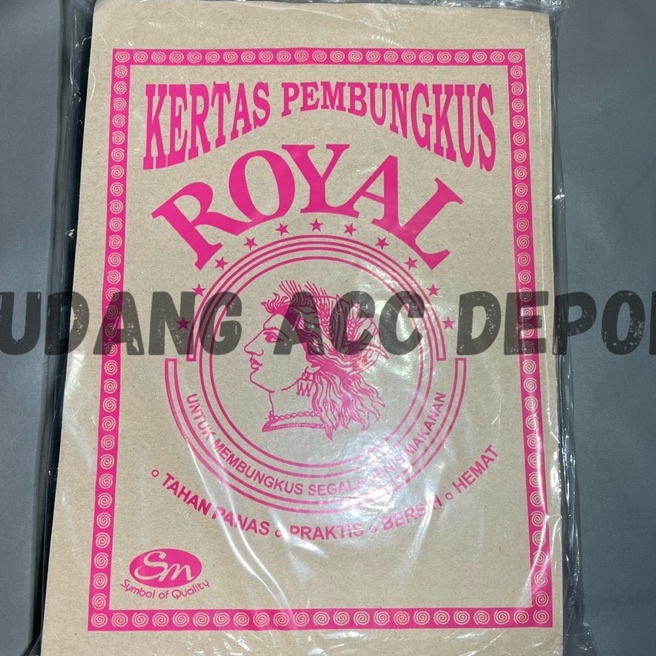 KERTAS PEMBUNGKUS
ROYAL
UDANG ACC DEPO
UNTUK MEMBUNGKUS SEGALA MAKANAN
TAHAN PANAS o PRAKTIS o BERSIH o HEMAT
Sm
Symbol of Quality